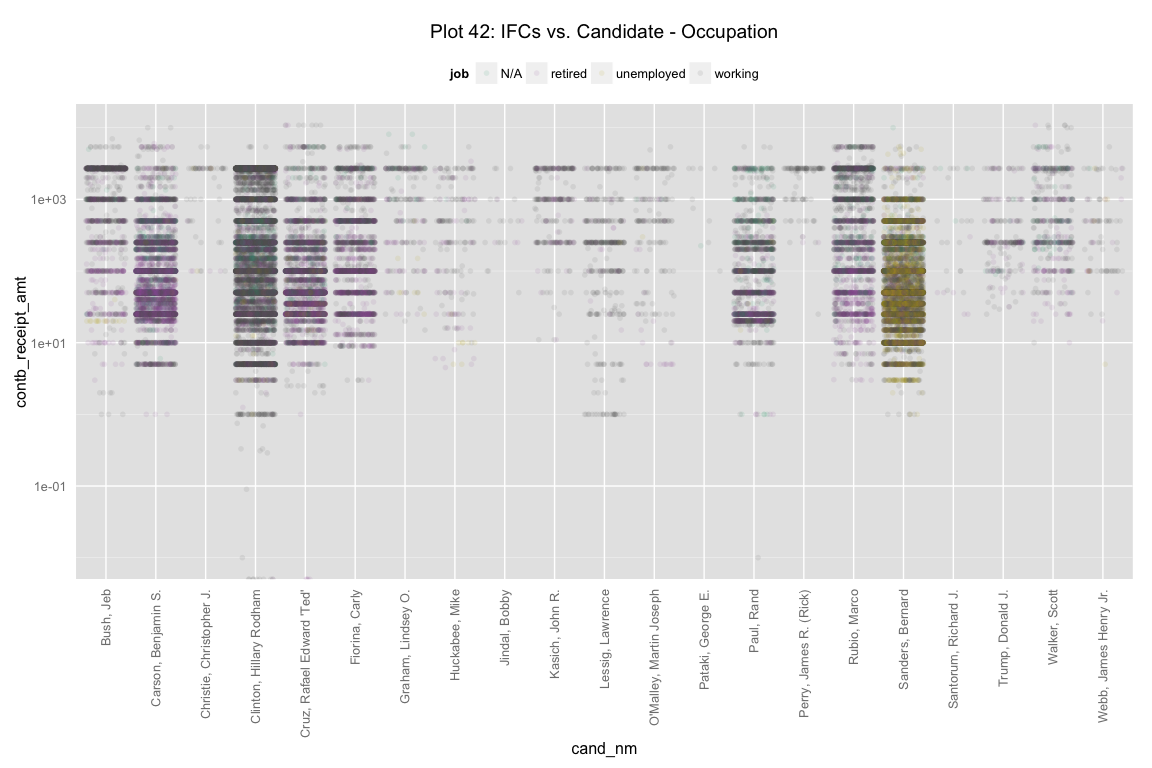 Plot 42: IFCs vs. Candidate - Occupation
job N/A retired unemployed working
contb_receipt_amt
1e+03
1e+01
1e-01
Bush, Jeb
Carson, Benjamin S.
Christie, Christopher J.
Clinton, Hillary Rodham
Cruz, Rafael Edward 'Ted'
Fiorina, Carly
Graham, Lindsey O.
Huckabee, Mike
Jindal, Bobby
Kasich, John R.
Lessig, Lawrence
O'Malley, Martin Joseph
Pataki, George E.
Paul, Rand
Perry, James R. (Rick)
Rubio, Marco
Sanders, Bernard
Santorum, Richard J.
Trump, Donald J.
Walker, Scott
Webb, James Henry Jr.
cand_nm